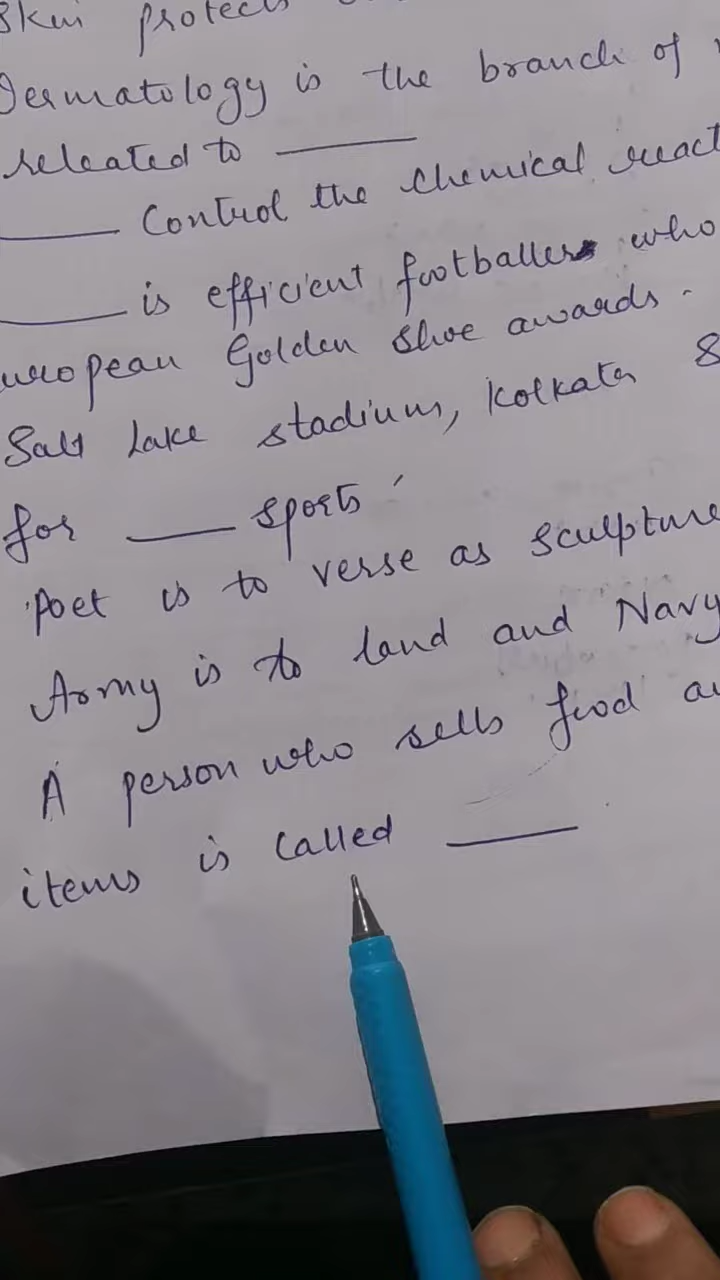 Skin protects
Dermatology is the branch of
releated to ______
______ Control the chemical react
______ is efficient footballers who
uropean Golden Shoe awards.
Salt Lake stadium, Kolkata &
for ____ sports
Poet is to verse as sculpture
Army is to land and Navy
A person who sells food a
items is called ______